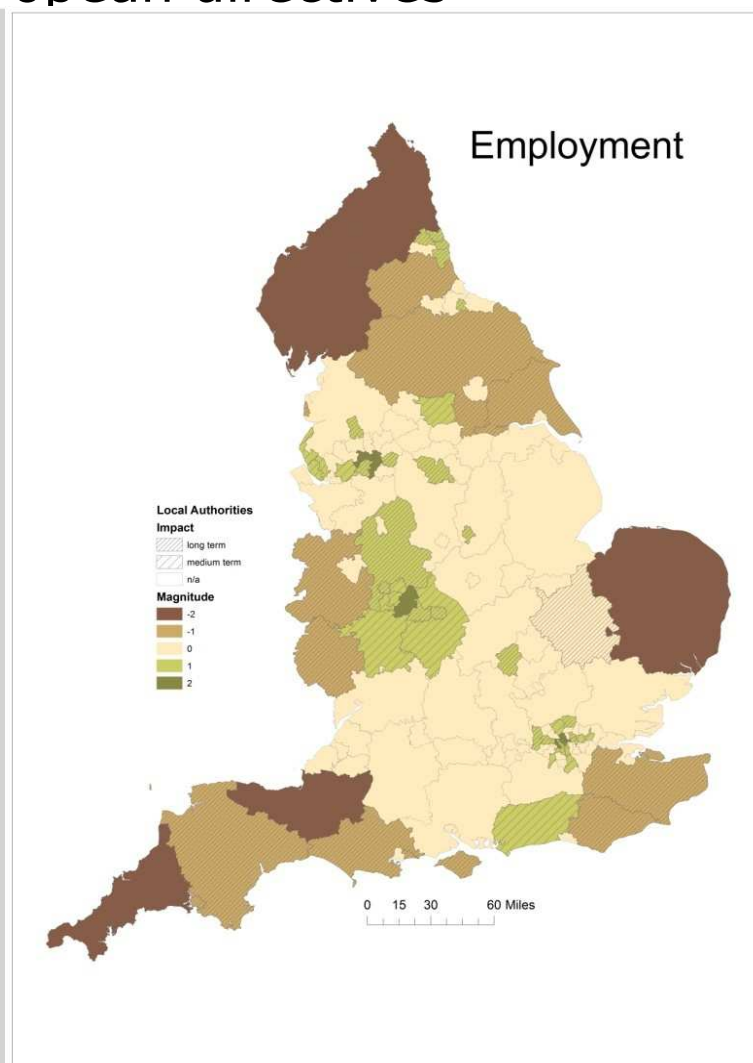 Employment
Local Authorities
Impact
long term
medium term
n/a
Magnitude
-2
-1
0
1
2
0 15 30 60 Miles